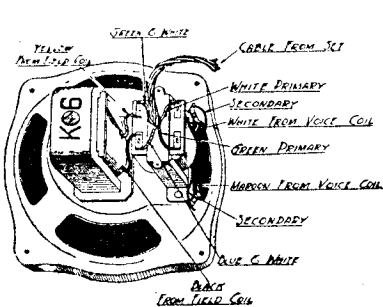 GREEN & WHITE
YELLOW
FROM FIELD COIL
CABLE FROM SET
WHITE PRIMARY
SECONDARY
WHITE FROM VOICE COIL
GREEN PRIMARY
MAROON FROM VOICE COIL
SECONDARY
BLUE & WHITE
BLACK
FROM FIELD COIL
K6